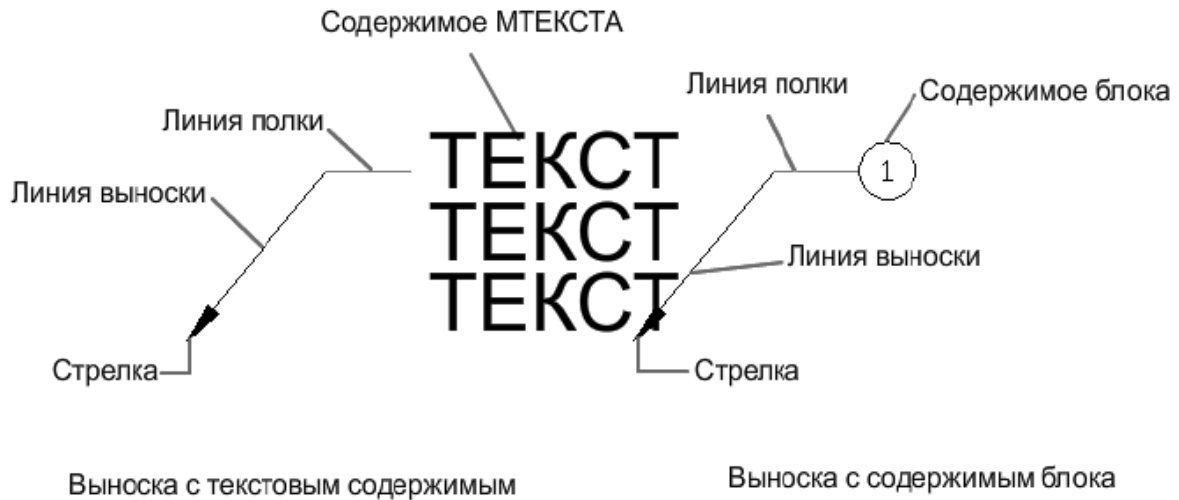 Содержимое МТЕКСТА
Линия полки
Линия выноски
ТЕКСТ
ТЕКСТ
ТЕКСТ
Стрелка
Выноска с текстовым содержимым
Линия полки
Содержимое блока
1
Линия выноски
Стрелка
Выноска с содержимым блока